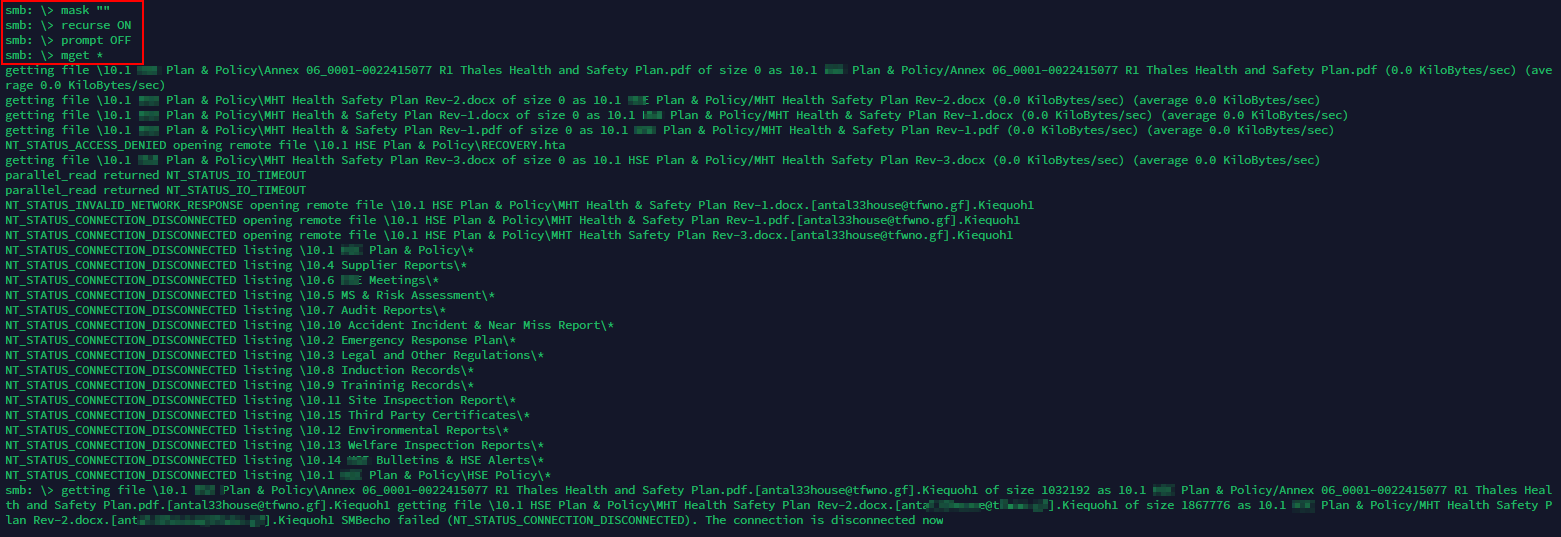 smb: \> mask ""
smb: \> recurse ON
smb: \> prompt OFF
smb: \> mget *
getting file \10.1 Plan & Policy\Annex 06_0001-0022415077 R1 Thales Health and Safety Plan.pdf of size 0 as 10.1 Plan & Policy/Annex 06_0001-0022415077 R1 Thales Health and Safety Plan.pdf (0.0 KiloBytes/sec) (ave
rage 0.0 KiloBytes/sec)
getting file \10.1 Plan & Policy\MHT Health Safety Plan Rev-2.docx of size 0 as 10.1 Plan & Policy/MHT Health Safety Plan Rev-2.docx (0.0 KiloBytes/sec) (average 0.0 KiloBytes/sec)
getting file \10.1 Plan & Policy\MHT Health & Safety Plan Rev-1.docx of size 0 as 10.1 Plan & Policy/MHT Health & Safety Plan Rev-1.docx (0.0 KiloBytes/sec) (average 0.0 KiloBytes/sec)
getting file \10.1 Plan & Policy\MHT Health & Safety Plan Rev-1.pdf of size 0 as 10.1 Plan & Policy/MHT Health & Safety Plan Rev-1.pdf (0.0 KiloBytes/sec) (average 0.0 KiloBytes/sec)
NT_STATUS_ACCESS_DENIED opening remote file \10.1 HSE Plan & Policy\RECOVERY.hta
getting file \10.1 Plan & Policy\MHT Health Safety Plan Rev-3.docx of size 0 as 10.1 HSE Plan & Policy/MHT Health Safety Plan Rev-3.docx (0.0 KiloBytes/sec) (average 0.0 KiloBytes/sec)
parallel_read returned NT_STATUS_IO_TIMEOUT
parallel_read returned NT_STATUS_IO_TIMEOUT
NT_STATUS_INVALID_NETWORK_RESPONSE opening remote file \10.1 HSE Plan & Policy\MHT Health & Safety Plan Rev-1.docx.[antal33house@tfwno.gf].Kiequoh1
NT_STATUS_CONNECTION_DISCONNECTED opening remote file \10.1 HSE Plan & Policy\MHT Health & Safety Plan Rev-1.pdf.[antal33house@tfwno.gf].Kiequoh1
NT_STATUS_CONNECTION_DISCONNECTED opening remote file \10.1 HSE Plan & Policy\MHT Health Safety Plan Rev-3.docx.[antal33house@tfwno.gf].Kiequoh1
NT_STATUS_CONNECTION_DISCONNECTED listing \10.1 Plan & Policy\*
NT_STATUS_CONNECTION_DISCONNECTED listing \10.4 Supplier Reports\*
NT_STATUS_CONNECTION_DISCONNECTED listing \10.6 Meetings\*
NT_STATUS_CONNECTION_DISCONNECTED listing \10.5 MS & Risk Assessment\*
NT_STATUS_CONNECTION_DISCONNECTED listing \10.7 Audit Reports\*
NT_STATUS_CONNECTION_DISCONNECTED listing \10.10 Accident Incident & Near Miss Report\*
NT_STATUS_CONNECTION_DISCONNECTED listing \10.2 Emergency Response Plan\*
NT_STATUS_CONNECTION_DISCONNECTED listing \10.3 Legal and Other Regulations\*
NT_STATUS_CONNECTION_DISCONNECTED listing \10.8 Induction Records\*
NT_STATUS_CONNECTION_DISCONNECTED listing \10.9 Traininig Records\*
NT_STATUS_CONNECTION_DISCONNECTED listing \10.11 Site Inspection Report\*
NT_STATUS_CONNECTION_DISCONNECTED listing \10.15 Third Party Certificates\*
NT_STATUS_CONNECTION_DISCONNECTED listing \10.12 Environmental Reports\*
NT_STATUS_CONNECTION_DISCONNECTED listing \10.13 Welfare Inspection Reports\*
NT_STATUS_CONNECTION_DISCONNECTED listing \10.14 Bulletins & HSE Alerts\*
NT_STATUS_CONNECTION_DISCONNECTED listing \10.1 Plan & Policy\HSE Policy\*
smb: \> getting file \10.1 Plan & Policy\Annex 06_0001-0022415077 R1 Thales Health and Safety Plan.pdf.[antal33house@tfwno.gf].Kiequoh1 of size 1032192 as 10.1 Plan & Policy/Annex 06_0001-0022415077 R1 Thales Heal
th and Safety Plan.pdf.[antal33house@tfwno.gf].Kiequoh1 getting file \10.1 HSE Plan & Policy\MHT Health Safety Plan Rev-2.docx.[anta].Kiequoh1 of size 1867776 as 10.1 Plan & Policy/MHT Health Safety P
lan Rev-2.docx.[ant].Kiequoh1 SMBecho failed (NT_STATUS_CONNECTION_DISCONNECTED). The connection is disconnected now